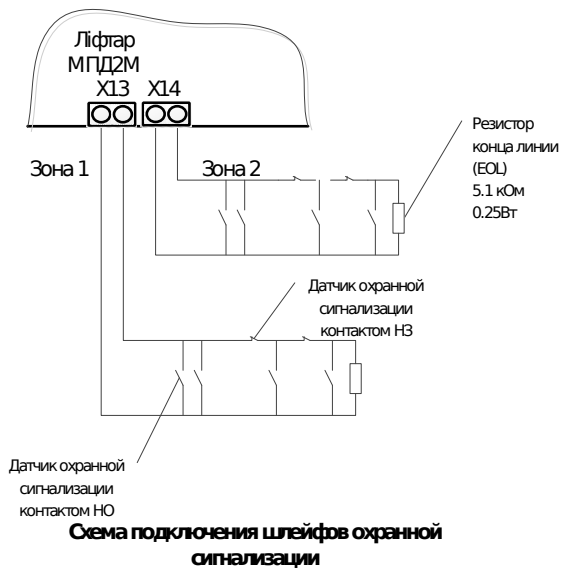 Ліфтар
МПД2М
X13 X14
Зона 1
Зона 2
Резистор
конца линии
(EOL)
5.1 кОм
0.25Вт
Датчик охранной
сигнализации
контактом НЗ
Датчик охранной
сигнализации
контактом НО
Схема подключения шлейфов охранной
сигнализации